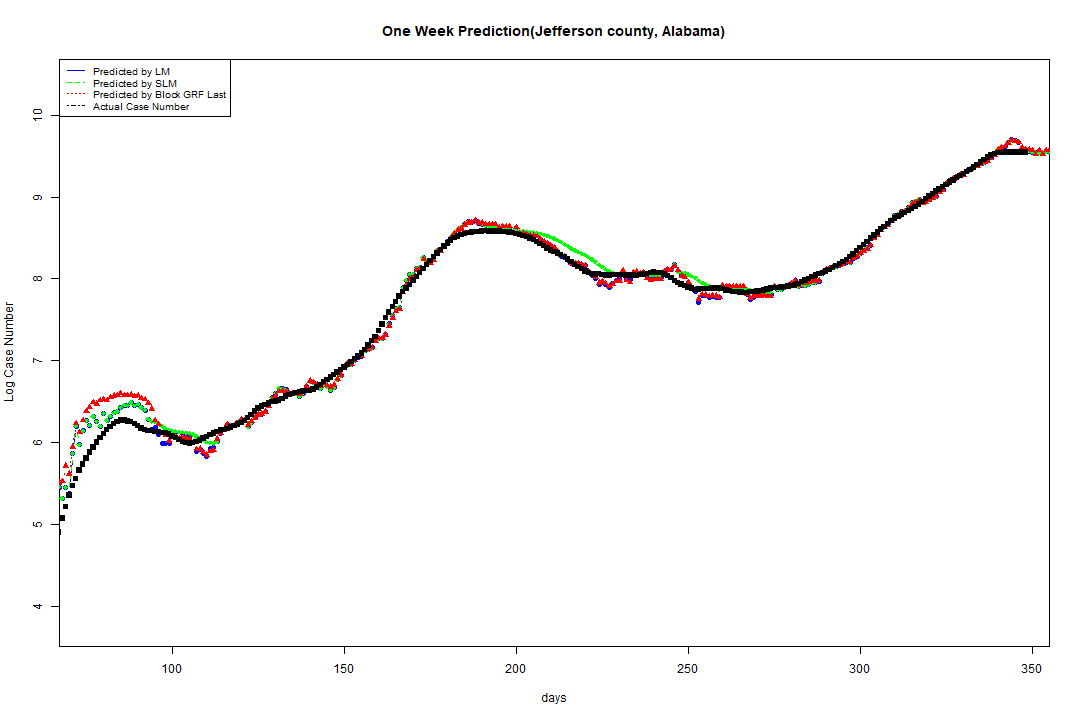 One Week Prediction(Jefferson county, Alabama)
Predicted by LM
Predicted by SLM
Predicted by Block GRF Last
Actual Case Number
10
9
8
7
6
5
4
Log Case Number
100 150 200 250 300 350
days